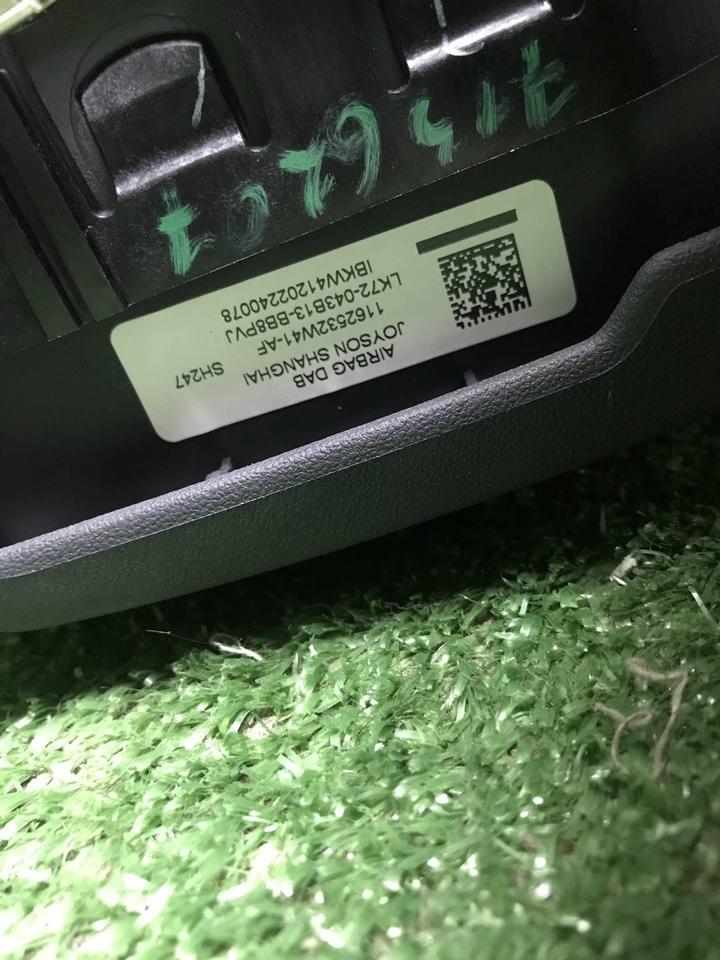 AIRBAG DAB
JOYSON SHANGHAI SH247
1162532W41-AF
LK72-043B13-BB8PVJ
IBKW41202240078